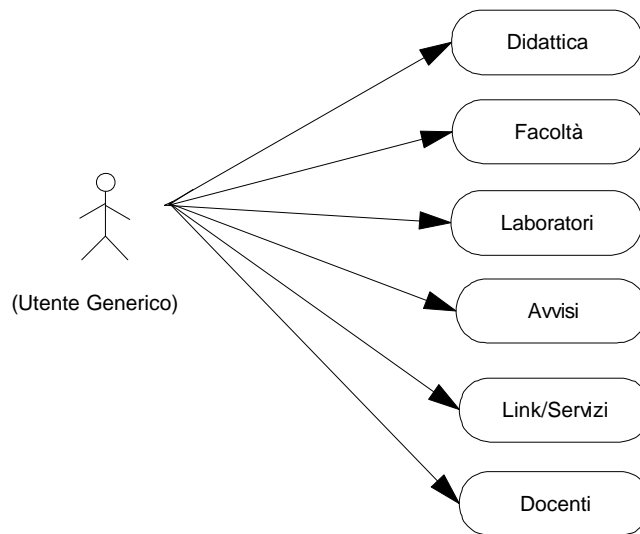 Didattica
Facoltà
Laboratori
(Utente Generico)
Avvisi
Link/Servizi
Docenti